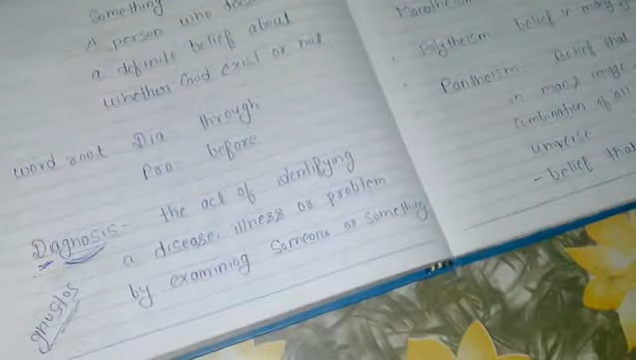 Something
A person who
a definite belief about
whether God exist or not
word root Dia through
Pro before
Diagnosis- the act of identifying
a disease, illness or problem
by examining someone or something
gnostos
Polytheism belief in many
Pantheism Belief that
in many image
combination of all
universe
- belief that